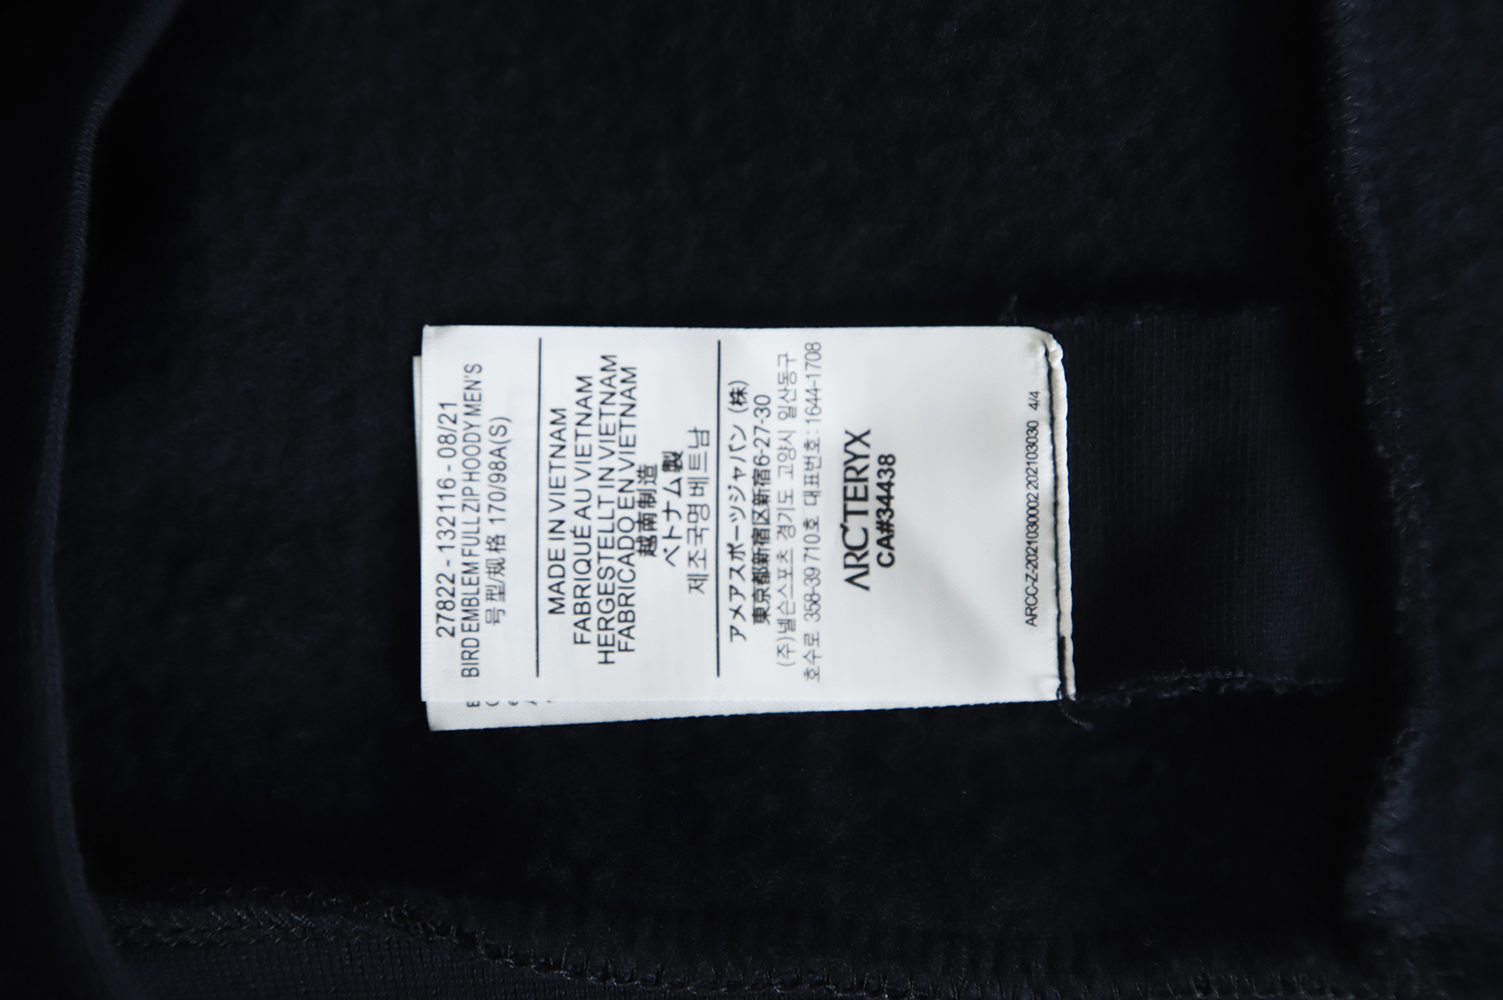 27822 - 132116 - 08/21
BIRD EMBLEM FULL ZIP HOODY MEN'S
号型/规格 170/98A(S)
MADE IN VIETNAM
FABRIQUÉ AU VIETNAM
HERGESTELLT IN VIETNAM
FABRICADO EN VIETNAM
越南制造
ベトナム製
제조국명 베트남
アメアスポーツジャパン (株)
東京都新宿区新宿6-27-30
(주)넬슨스포츠 경기도 고양시 일산동구
호수로 358-39 710호 대표번호: 1644-1708
ARC'TERYX
CA#34438
ARCC-Z-2021030002 202103030 4/4